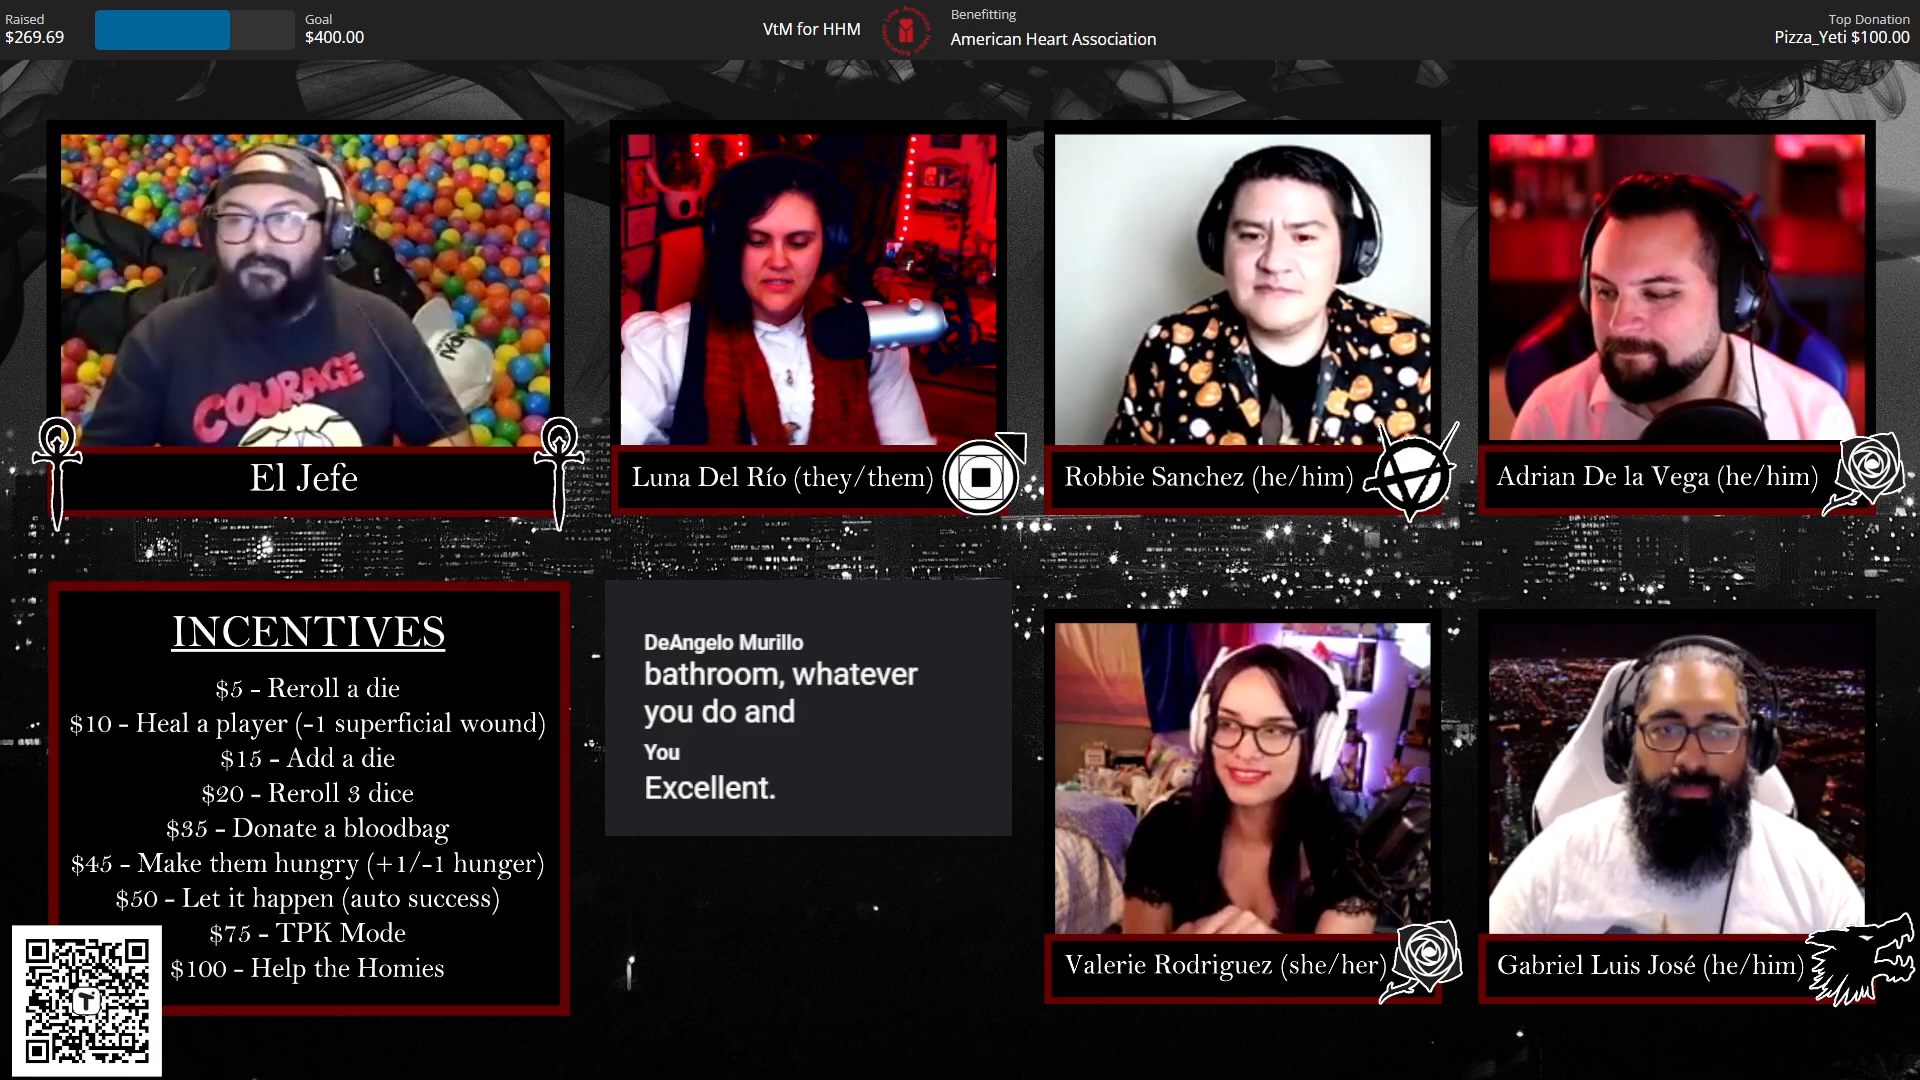 Raised
$269.69
Goal
$400.00
VtM for HHM
Benefitting
American Heart Association
Top Donation
Pizza_Yeti $100.00
COURAGE
El Jefe
Luna Del Río (they/them)
Robbie Sanchez (he/him)
Adrian De la Vega (he/him)
INCENTIVES
$5 - Reroll a die
$10 - Heal a player (-1 superficial wound)
$15 - Add a die
$20 - Reroll 3 dice
$35 - Donate a bloodbag
$45 - Make them hungry (+1/-1 hunger)
$50 - Let it happen (auto success)
$75 - TPK Mode
$100 - Help the Homies
T
DeAngelo Murillo
bathroom, whatever
you do and
You
Excellent.
Valerie Rodriguez (she/her)
Gabriel Luis José (he/him)